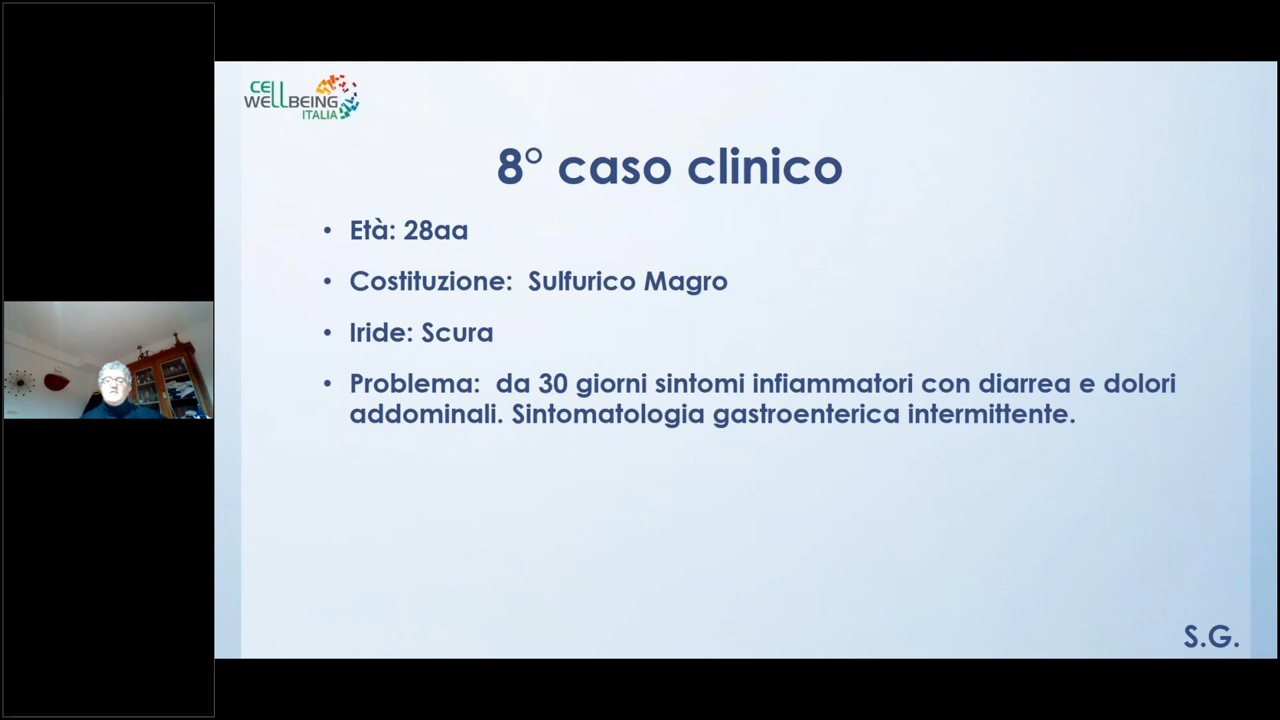 CELL
WELLBEING
ITALIA
8° caso clinico
• Età: 28aa
• Costituzione: Sulfurico Magro
• Iride: Scura
• Problema: da 30 giorni sintomi infiammatori con diarrea e dolori
addominali. Sintomatologia gastroenterica intermittente.
S.G.